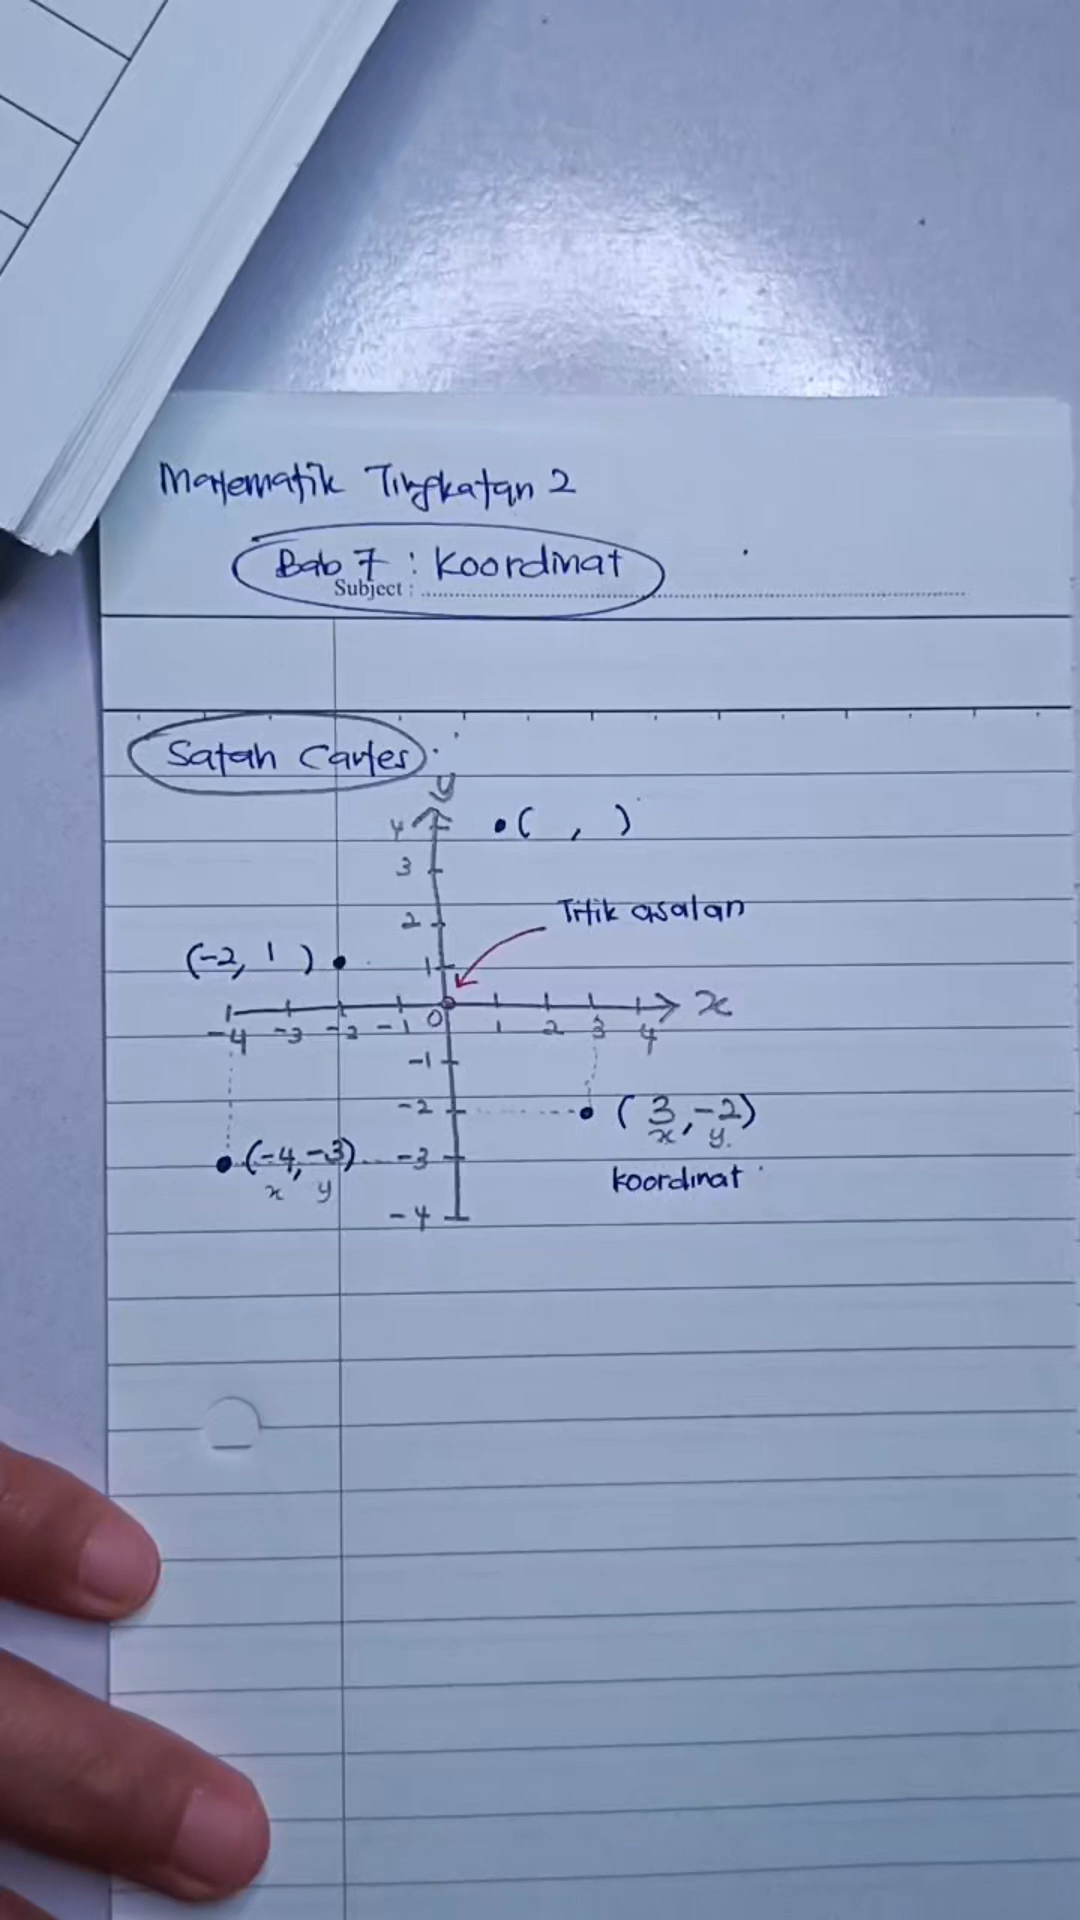 Matematik Tingkatan 2
Bab 7 : Koordinat
Subject :
Satah Cartes
y
4
•( , )
3
Titik asalan
2
(-2, 1 )
1
x
-4 -3 -2 -1 0 1 2 3 4
-1
-2
(3,-2)
x y
(-4,-3)
-3
x y
koordinat
-4